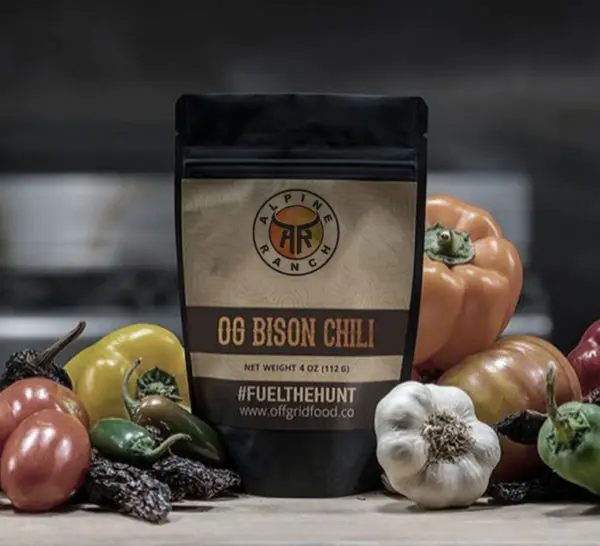 ALPINE
AR
RANCH
OG BISON CHILI
NET WEIGHT 4 OZ (112 G)
#FUELTHEHUNT
www.offgridfood.co